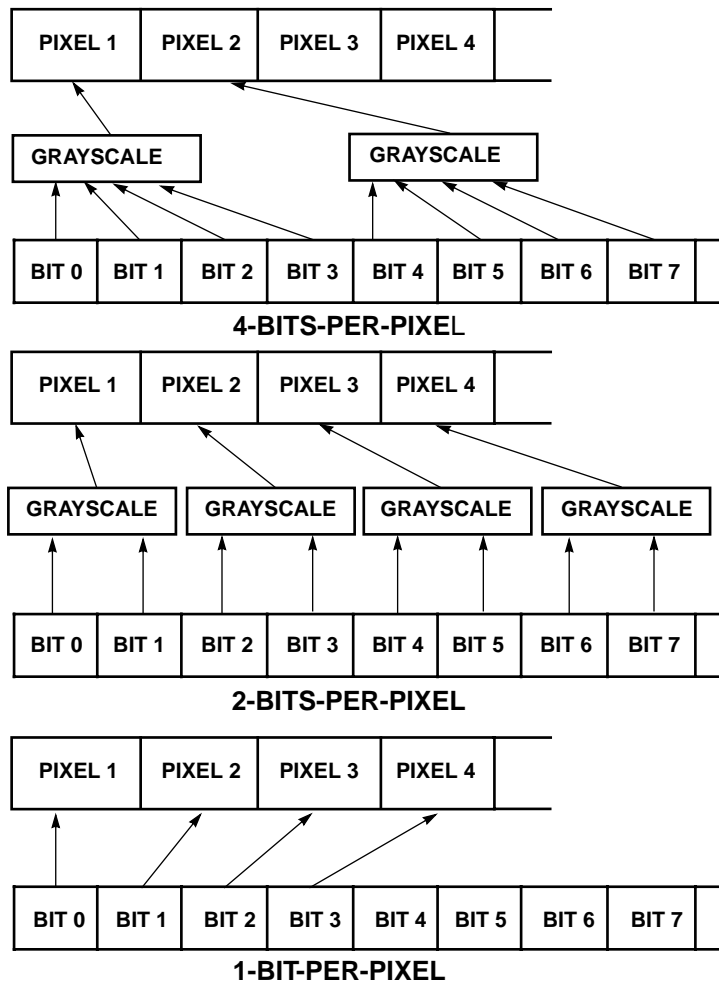 PIXEL 1 PIXEL 2 PIXEL 3 PIXEL 4
GRAYSCALE GRAYSCALE
BIT 0 BIT 1 BIT 2 BIT 3 BIT 4 BIT 5 BIT 6 BIT 7
4-BITS-PER-PIXEL
PIXEL 1 PIXEL 2 PIXEL 3 PIXEL 4
GRAYSCALE GRAYSCALE GRAYSCALE GRAYSCALE
BIT 0 BIT 1 BIT 2 BIT 3 BIT 4 BIT 5 BIT 6 BIT 7
2-BITS-PER-PIXEL
PIXEL 1 PIXEL 2 PIXEL 3 PIXEL 4
BIT 0 BIT 1 BIT 2 BIT 3 BIT 4 BIT 5 BIT 6 BIT 7
1-BIT-PER-PIXEL